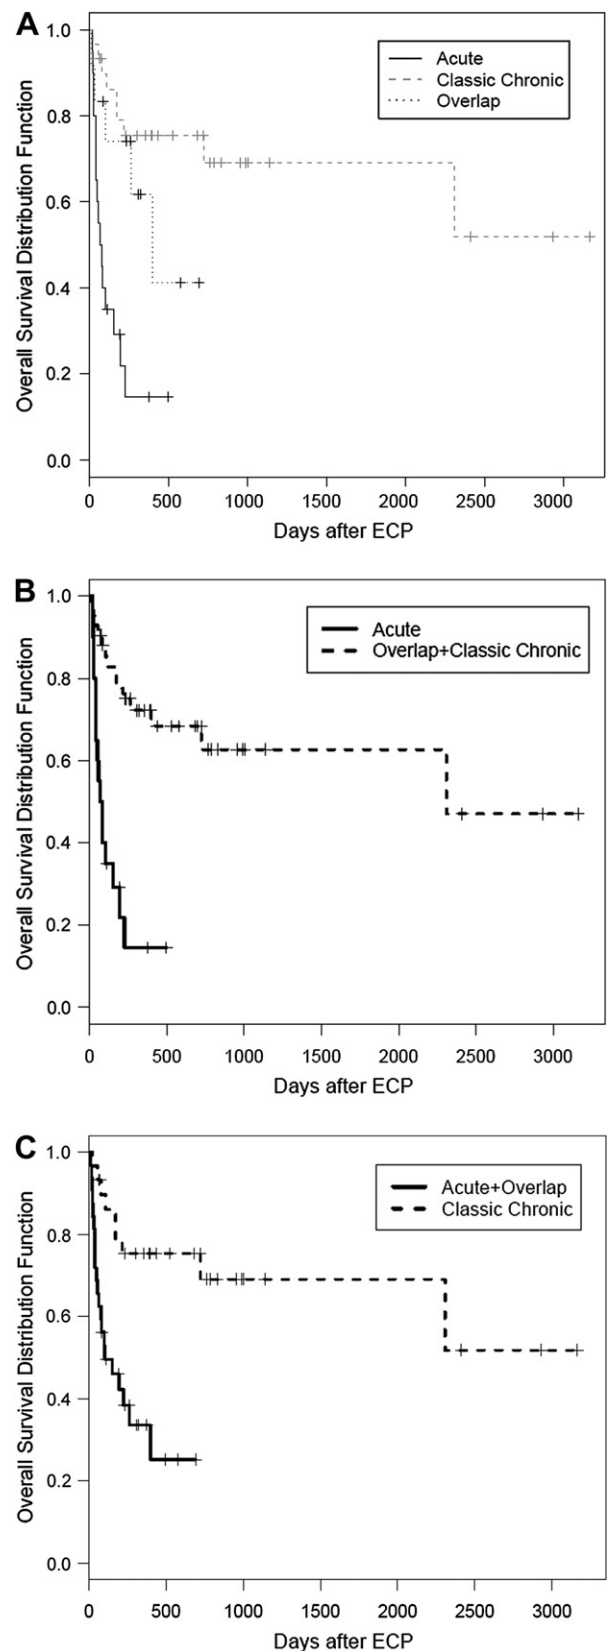 A
Overall Survival Distribution Function
1.0
0.8
0.6
0.4
0.2
0.0
Acute
Classic Chronic
Overlap
0 500 1000 1500 2000 2500 3000
Days after ECP
B
Overall Survival Distribution Function
1.0
0.8
0.6
0.4
0.2
0.0
Acute
Overlap+Classic Chronic
0 500 1000 1500 2000 2500 3000
Days after ECP
C
Overall Survival Distribution Function
1.0
0.8
0.6
0.4
0.2
0.0
Acute+Overlap
Classic Chronic
0 500 1000 1500 2000 2500 3000
Days after ECP